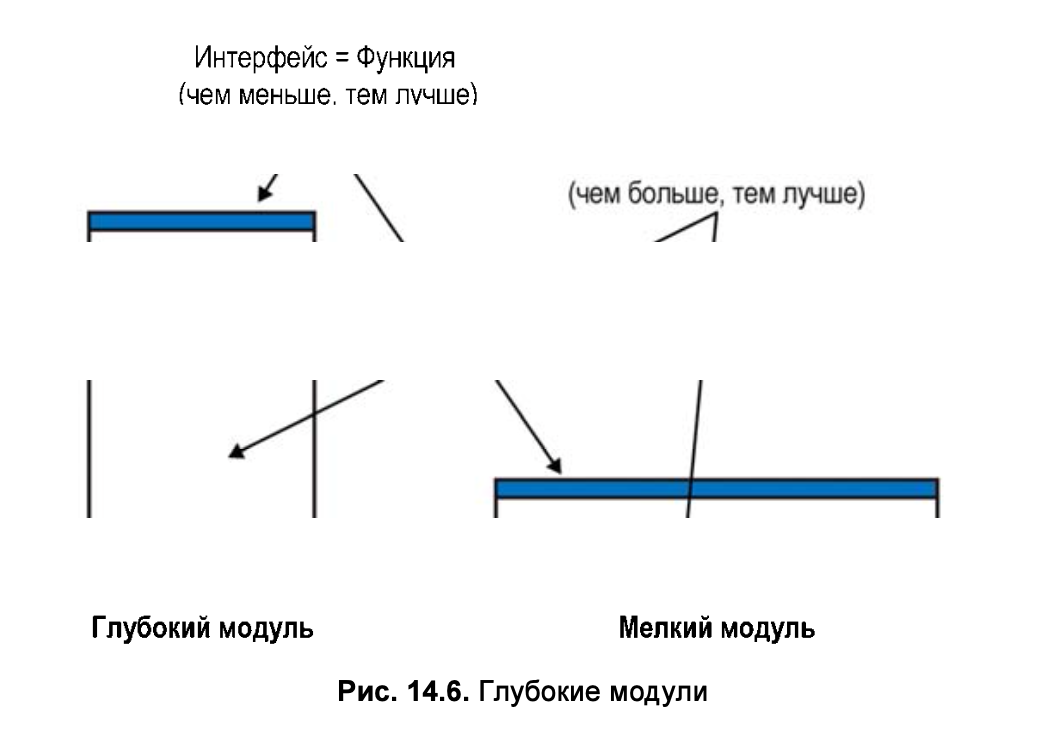 Интерфейс = Функция
(чем меньше, тем лучше)
(чем больше, тем лучше)
Глубокий модуль
Мелкий модуль
Рис. 14.6. Глубокие модули